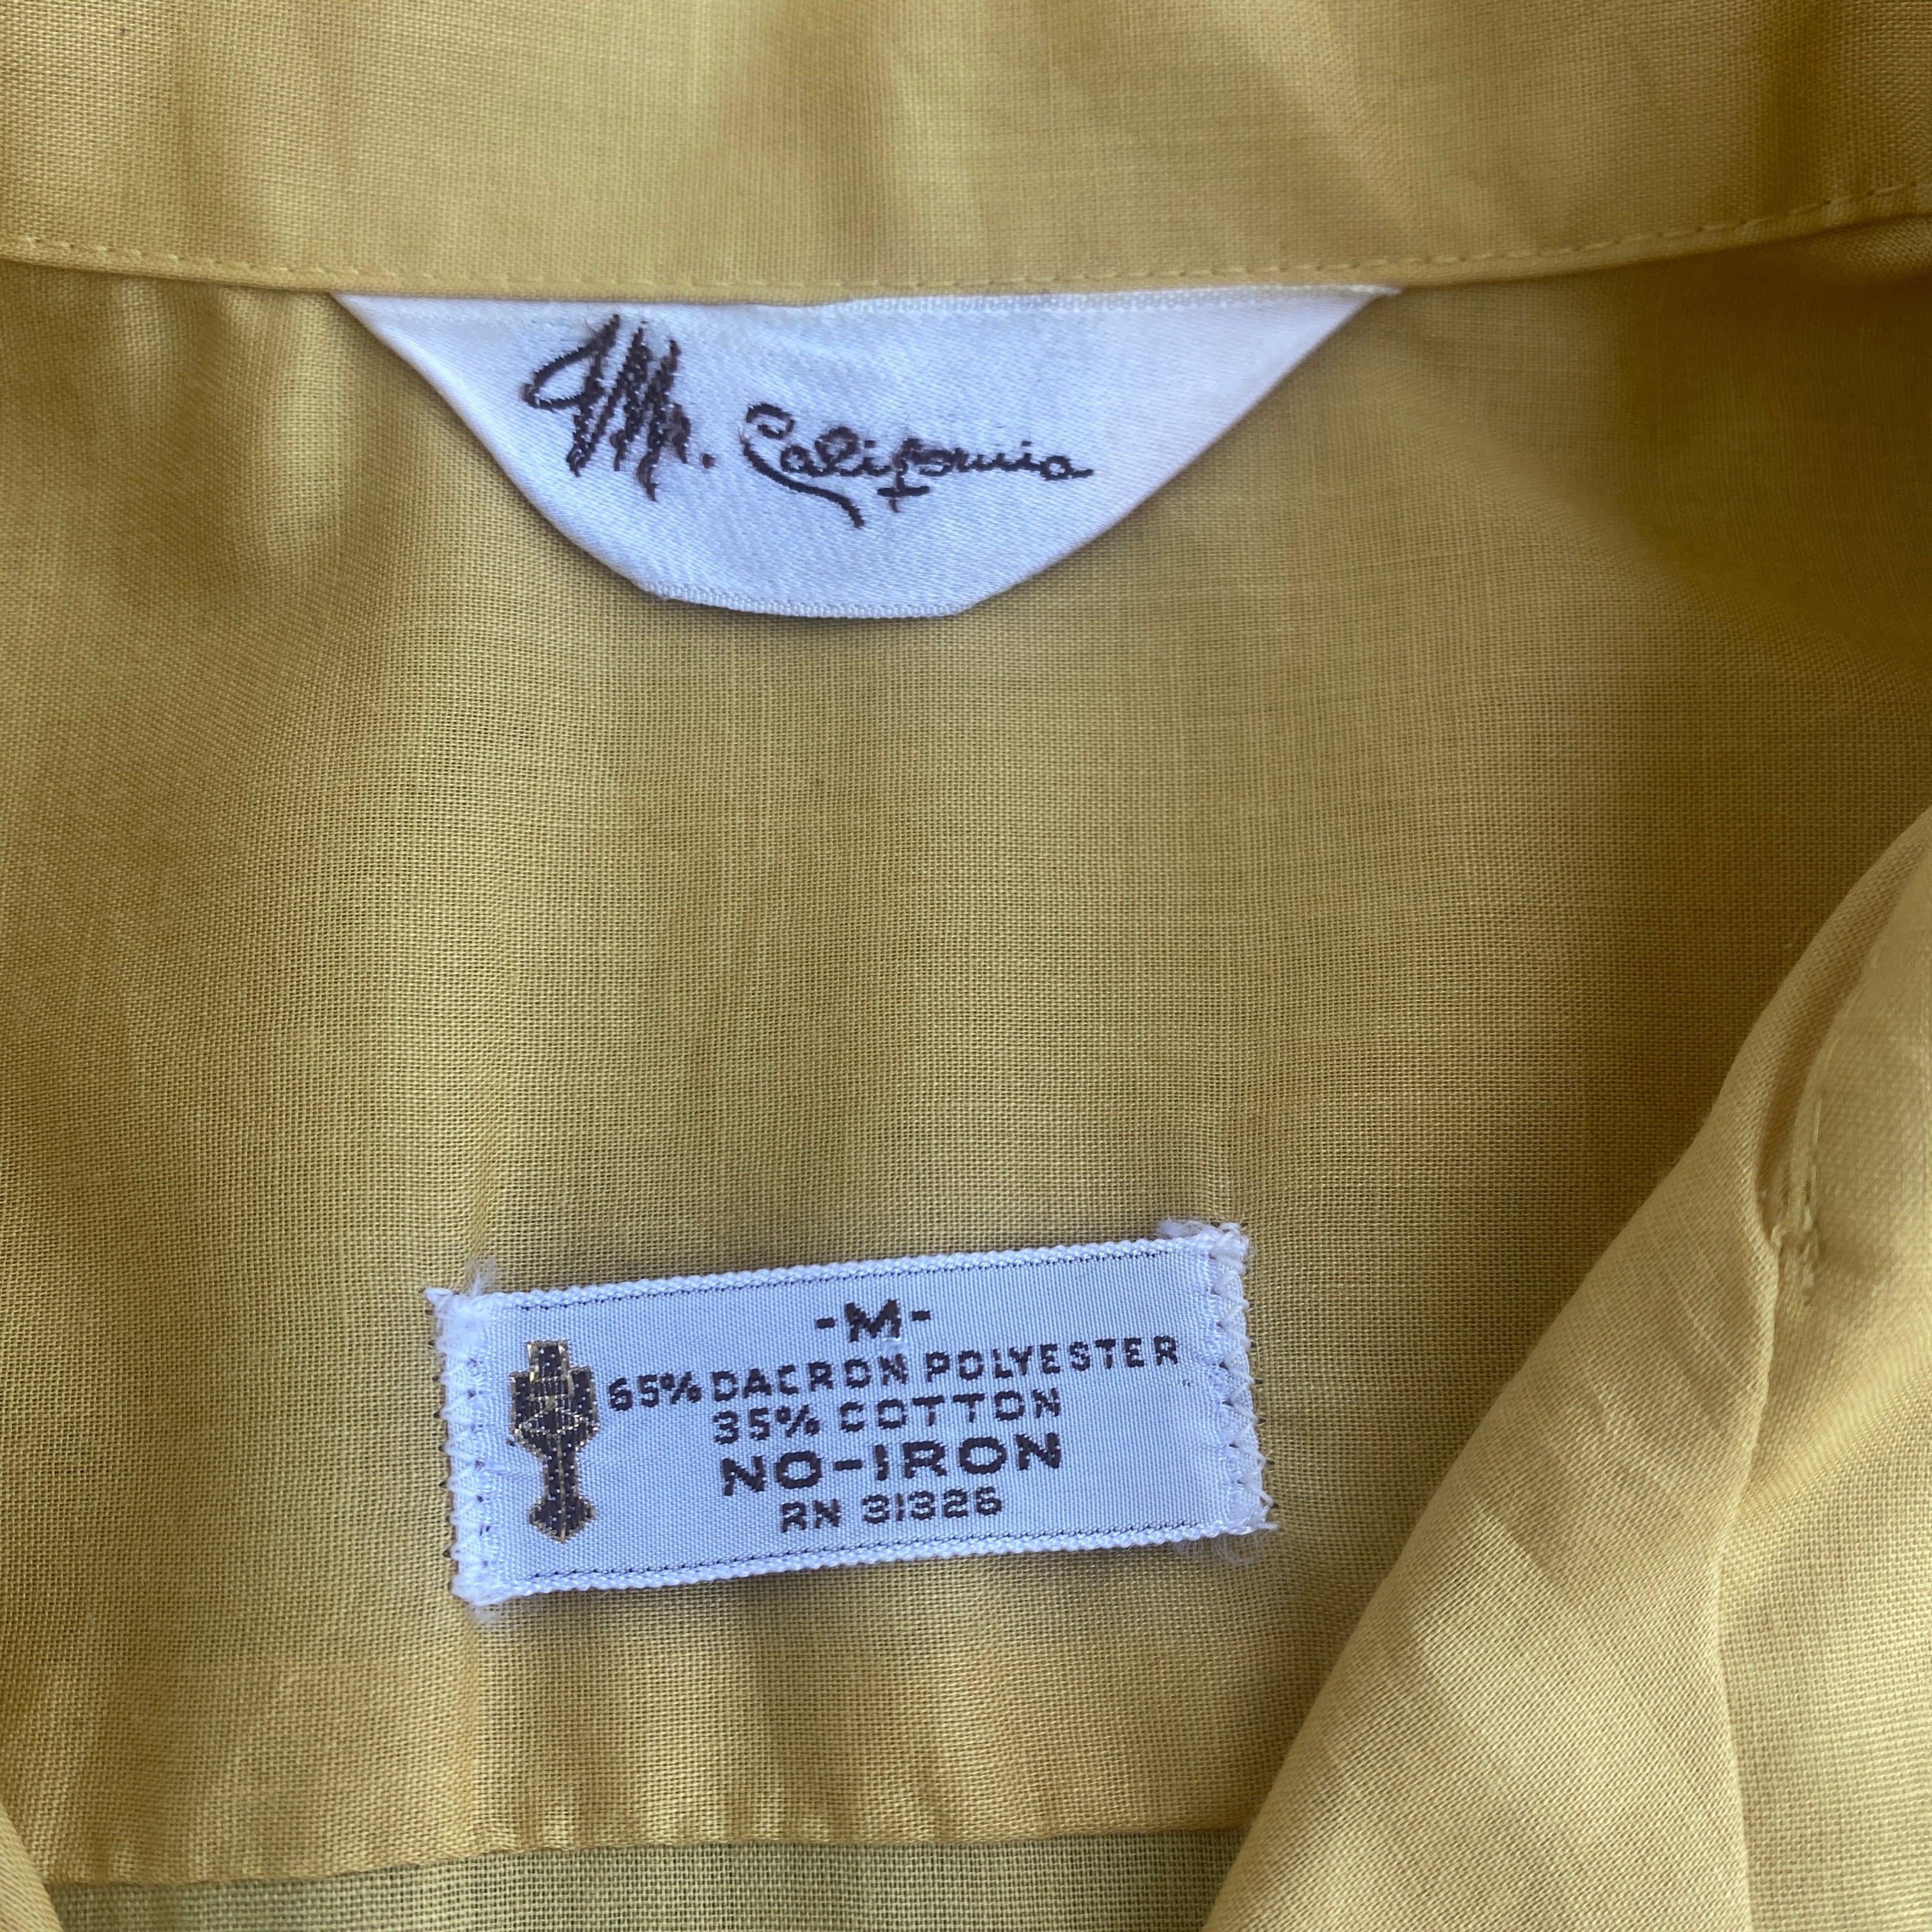 Mr. California
-M-
65% DACRON POLYESTER
35% COTTON
NO-IRON
RN 31326